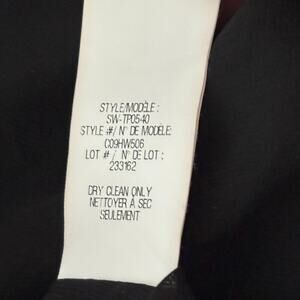 STYLE/MODÈLE :
SW-TP0540
STYLE #/ N° DE MODÈLE:
C09HW506
LOT # / N° DE LOT :
233162
DRY CLEAN ONLY
NETTOYER À SEC
SEULEMENT